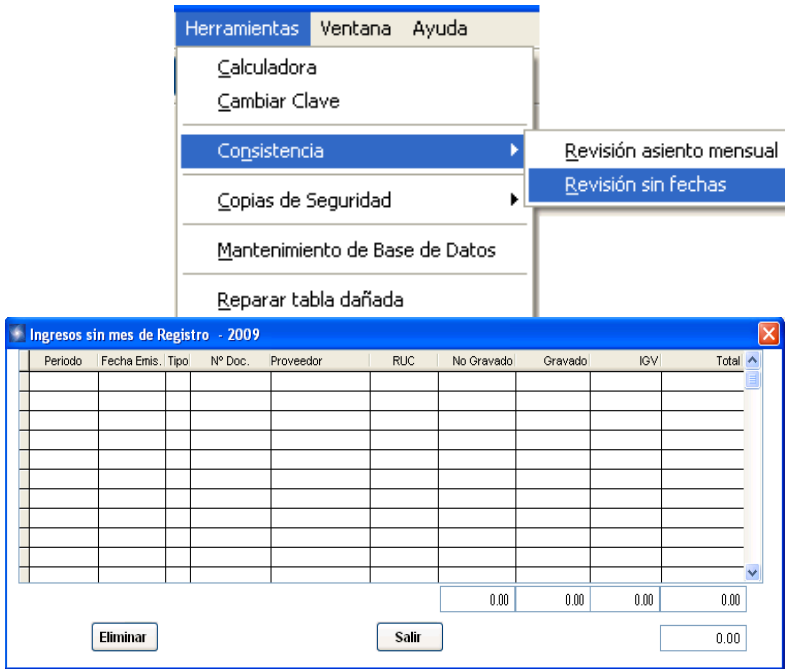 Herramientas Ventana Ayuda
Calculadora
Cambiar Clave
Consistencia
Revisión asiento mensual
Revisión sin fechas
Copias de Seguridad
Mantenimiento de Base de Datos
Reparar tabla dañada
Ingresos sin mes de Registro - 2009
Periodo Fecha Emis. Tipo Nº Doc. Proveedor RUC No Gravado Gravado IGV Total
0.00 0.00 0.00 0.00
Eliminar Salir 0.00